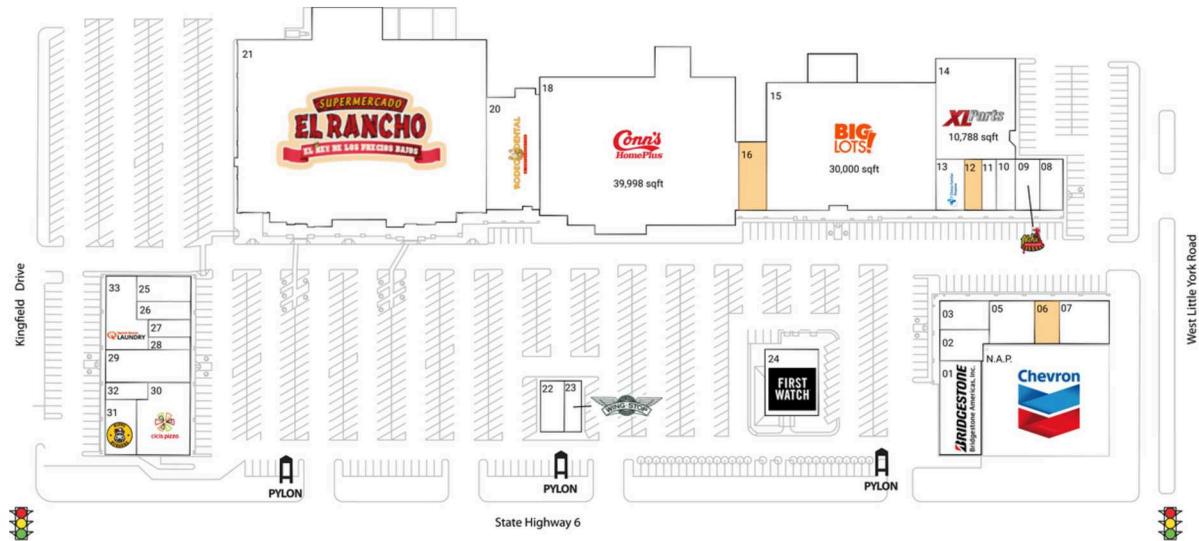 21
SUPERMERCADO
EL RANCHO
EL REY DE LOS PRECIOS BAJOS
20
RODEO DENTAL
18
Conn's
HomePlus
39,998 sqft
16
15
BIG
LOTS!
30,000 sqft
14
XL Parts
10,788 sqft
13
12
11
10
09
08
Kingfield Drive
West Little York Road
33
25
26
27
LAUNDRY
28
29
32
30
31
cicis pizza
22
23
WING STOP
24
FIRST
WATCH
03
05
06
07
02
N.A.P.
01
BRIDGESTONE
Bridgestone Americas, Inc.
Chevron
PYLON
PYLON
PYLON
State Highway 6